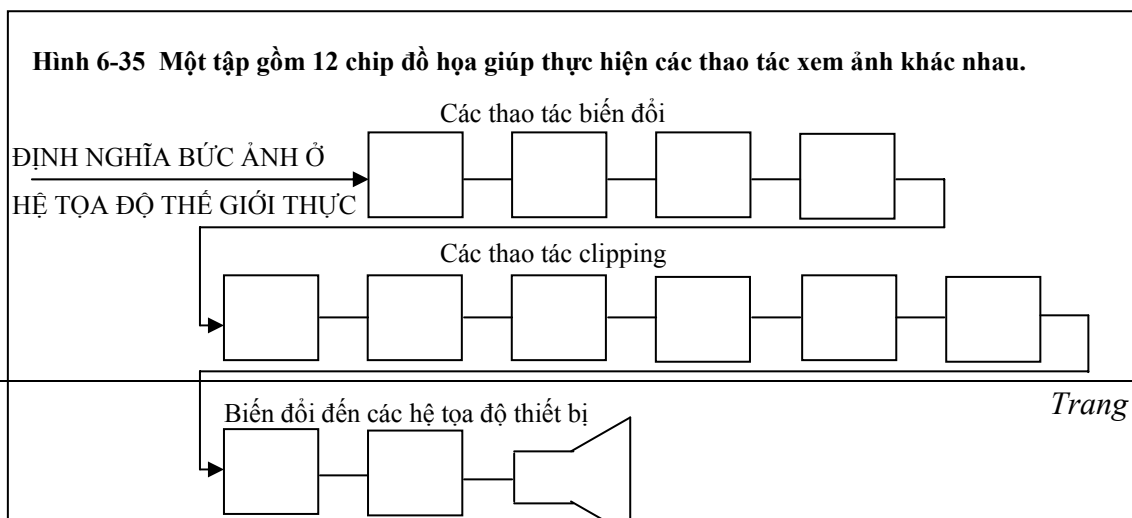 Hình 6-35 Một tập gồm 12 chip đồ họa giúp thực hiện các thao tác xem ảnh khác nhau.
Các thao tác biến đổi
ĐỊNH NGHĨA BỨC ẢNH Ở
HỆ TỌA ĐỘ THẾ GIỚI THỰC
Các thao tác clipping
Trang
Biến đổi đến các hệ tọa độ thiết bị